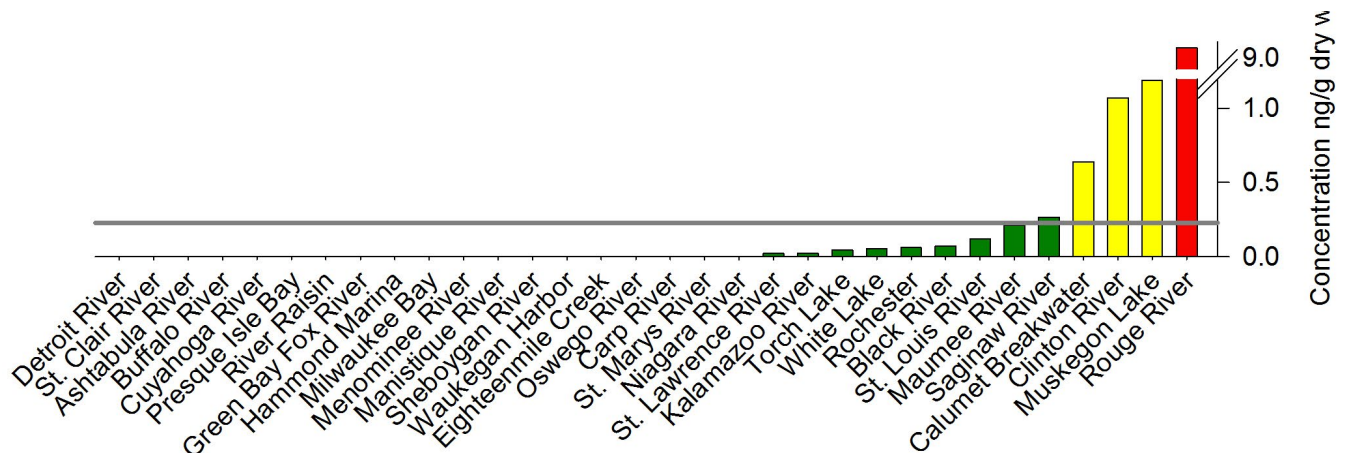 9.0
1.0
0.5
0.0
Concentration ng/g dry w
Detroit River
St. Clair River
Ashtabula River
Buffalo River
Cuyahoga River
Presque Isle Bay
River Raisin
Green Bay Fox River
Hammond Marina
Milwaukee Bay
Menominee River
Manistique River
Sheboygan River
Waukegan Harbor
Eighteenmile Creek
Oswego River
Carp River
St. Marys River
Niagara River
St. Lawrence River
Kalamazoo River
Torch Lake
White Lake
Rochester
Black River
St. Louis River
Maumee River
Saginaw River
Calumet Breakwater
Clinton River
Muskegon Lake
Rouge River